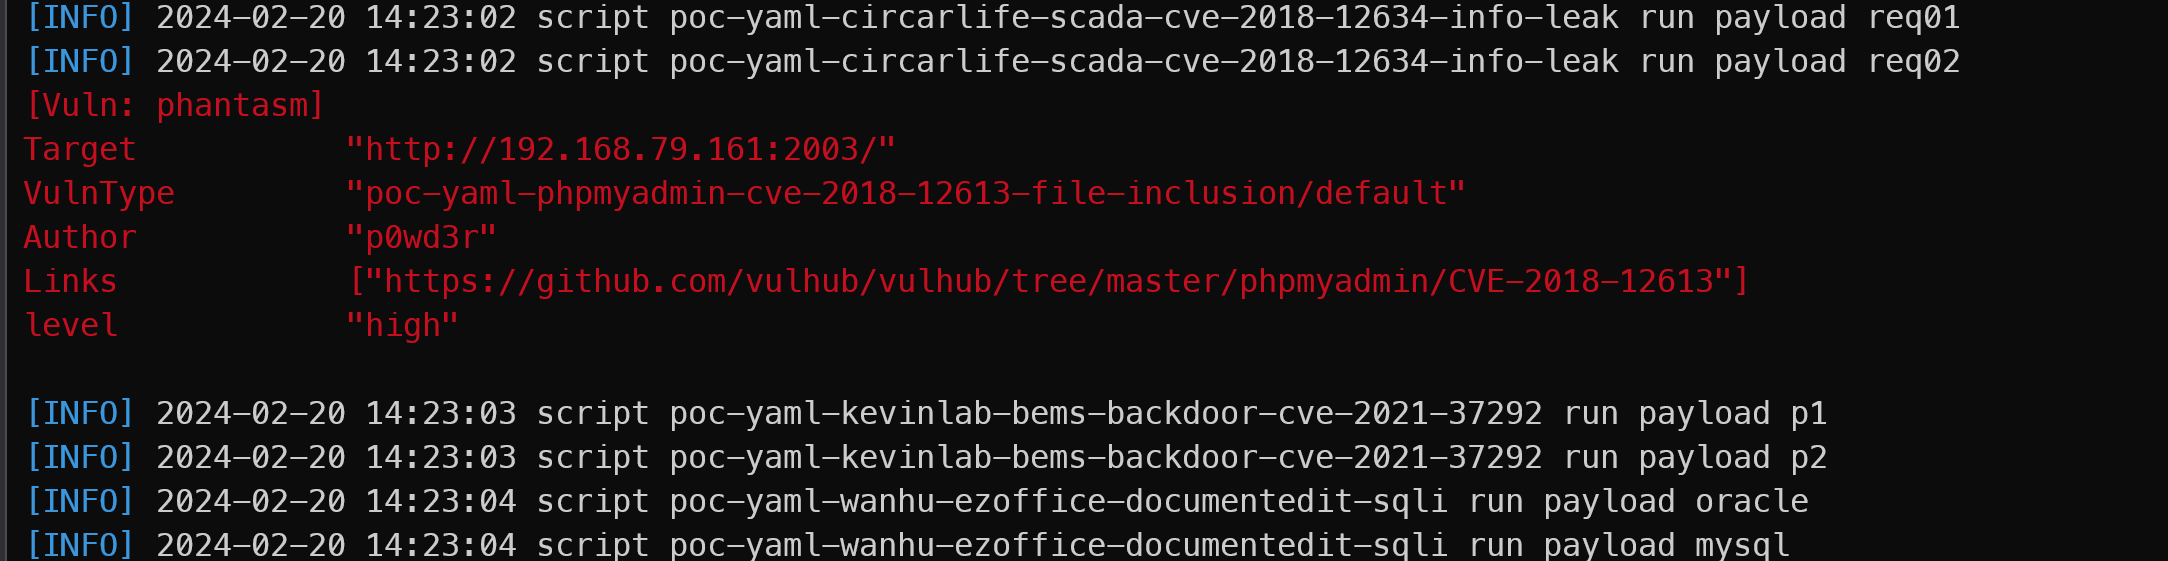 [INFO] 2024-02-20 14:23:02 script poc-yaml-circarlife-scada-cve-2018-12634-info-leak run payload req01
[INFO] 2024-02-20 14:23:02 script poc-yaml-circarlife-scada-cve-2018-12634-info-leak run payload req02
[Vuln: phantasm]
Target "http://192.168.79.161:2003/"
VulnType "poc-yaml-phpmyadmin-cve-2018-12613-file-inclusion/default"
Author "p0wd3r"
Links ["https://github.com/vulhub/vulhub/tree/master/phpmyadmin/CVE-2018-12613"]
level "high"
[INFO] 2024-02-20 14:23:03 script poc-yaml-kevinlab-bems-backdoor-cve-2021-37292 run payload p1
[INFO] 2024-02-20 14:23:03 script poc-yaml-kevinlab-bems-backdoor-cve-2021-37292 run payload p2
[INFO] 2024-02-20 14:23:04 script poc-yaml-wanhu-ezoffice-documentedit-sqli run payload oracle
[INFO] 2024-02-20 14:23:04 script poc-yaml-wanhu-ezoffice-documentedit-sqli run payload mysql